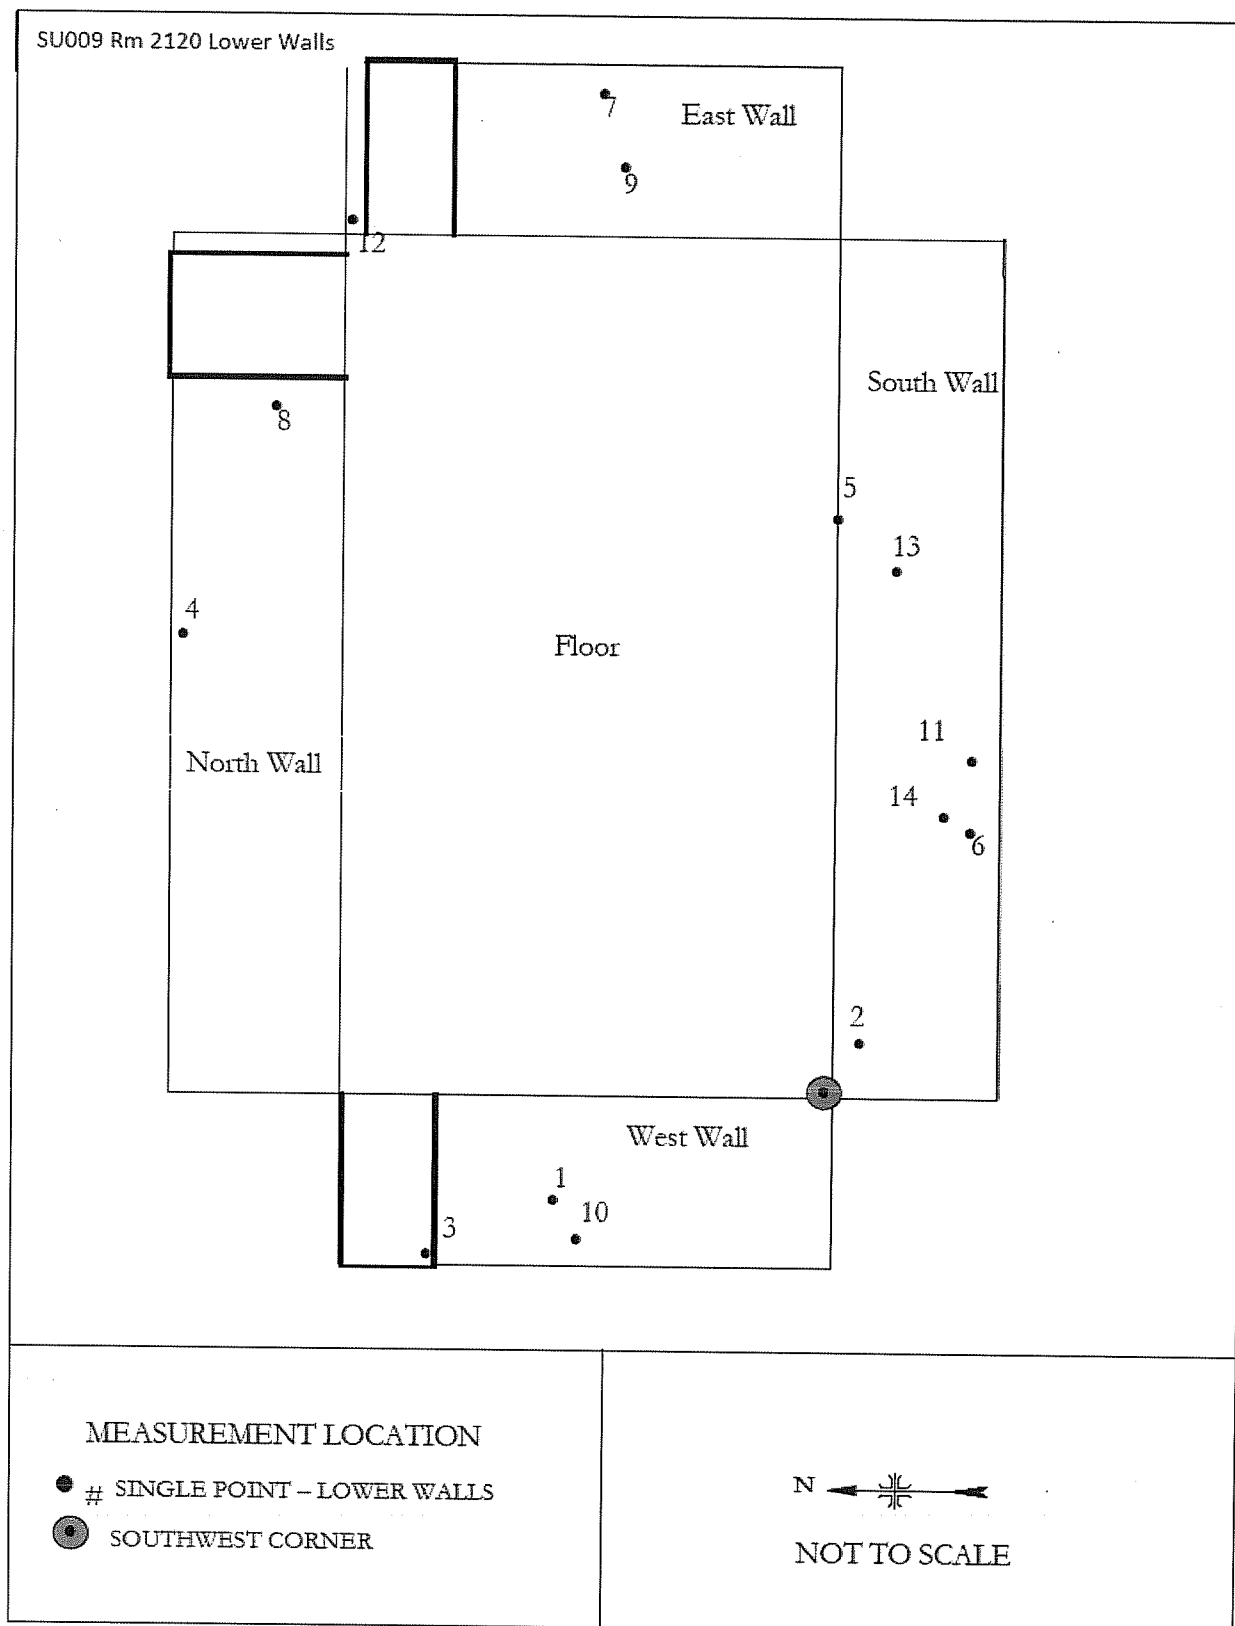 SU009 Rm 2120 Lower Walls
7
East Wall
9
12
South Wall
8
5
13
4
Floor
11
North Wall
14
6
2
West Wall
1
10
3
MEASUREMENT LOCATION
# SINGLE POINT – LOWER WALLS
SOUTHWEST CORNER
N
NOT TO SCALE